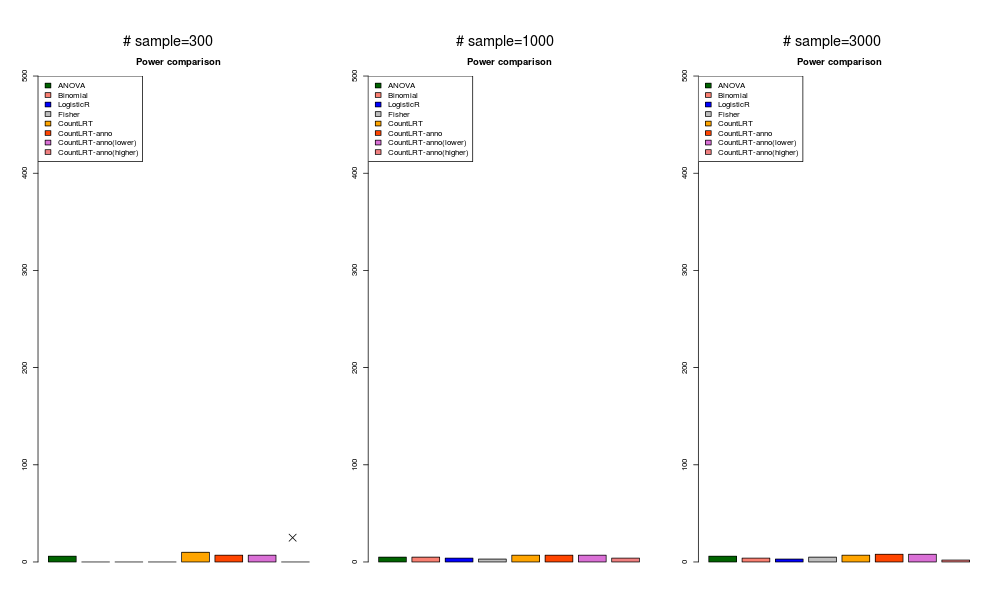 # sample=300
Power comparison
500
400
300
200
100
0
ANOVA
Binomial
LogisticR
Fisher
CountLRT
CountLRT-anno
CountLRT-anno(lower)
CountLRT-anno(higher)
# sample=1000
Power comparison
500
400
300
200
100
0
ANOVA
Binomial
LogisticR
Fisher
CountLRT
CountLRT-anno
CountLRT-anno(lower)
CountLRT-anno(higher)
# sample=3000
Power comparison
500
400
300
200
100
0
ANOVA
Binomial
LogisticR
Fisher
CountLRT
CountLRT-anno
CountLRT-anno(lower)
CountLRT-anno(higher)